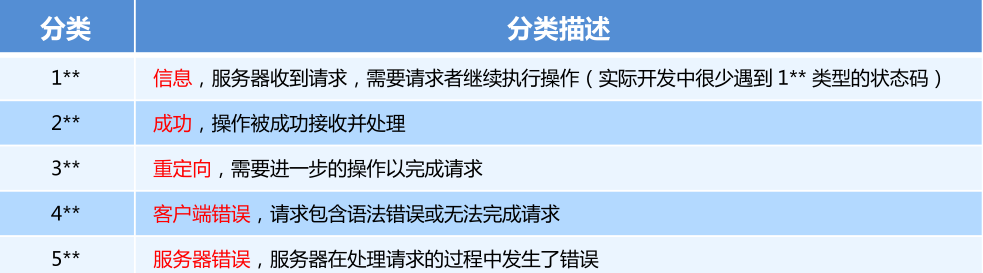 分类 分类描述
1** 信息，服务器收到请求，需要请求者继续执行操作（实际开发中很少遇到 1** 类型的状态码）
2** 成功，操作被成功接收并处理
3** 重定向，需要进一步的操作以完成请求
4** 客户端错误，请求包含语法错误或无法完成请求
5** 服务器错误，服务器在处理请求的过程中发生了错误